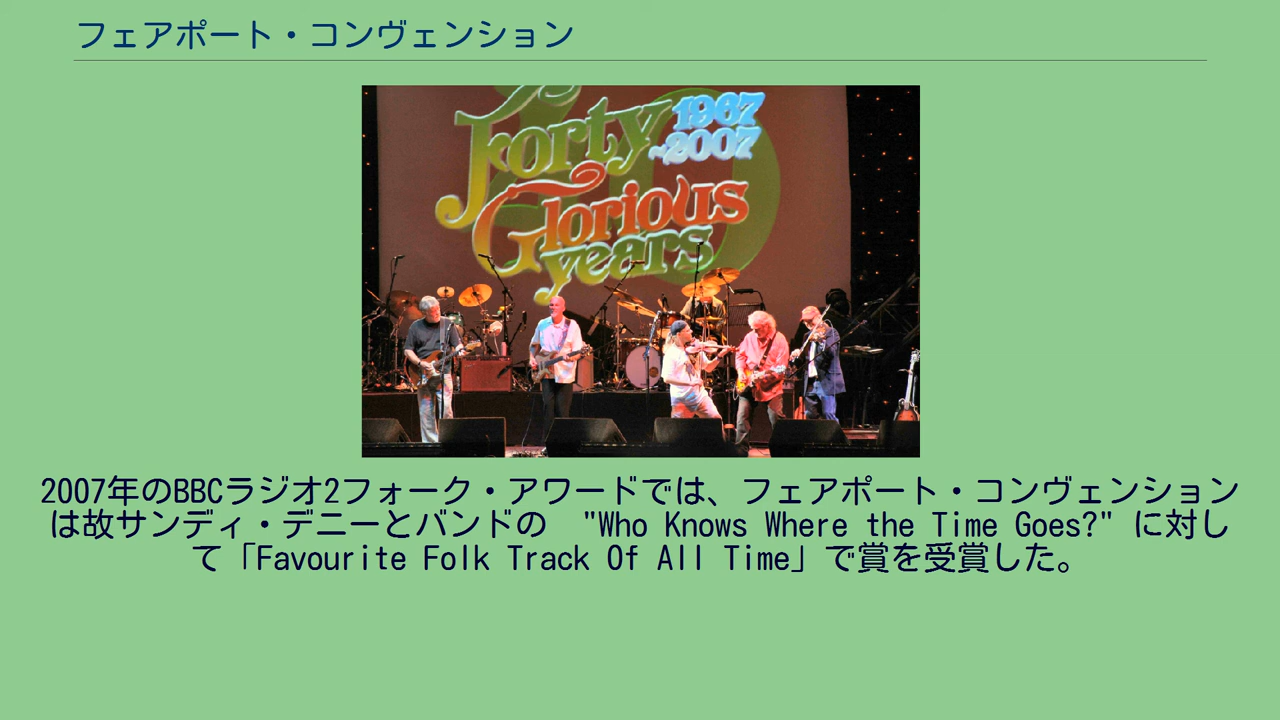 フェアポート・コンヴェンション
Forty 1967
~2007
Glorious
years
2007年のBBCラジオ2フォーク・アワードでは、フェアポート・コンヴェンション
は故サンディ・デニーとバンドの　"Who Knows Where the Time Goes?" に対し
て「Favourite Folk Track Of All Time」で賞を受賞した。